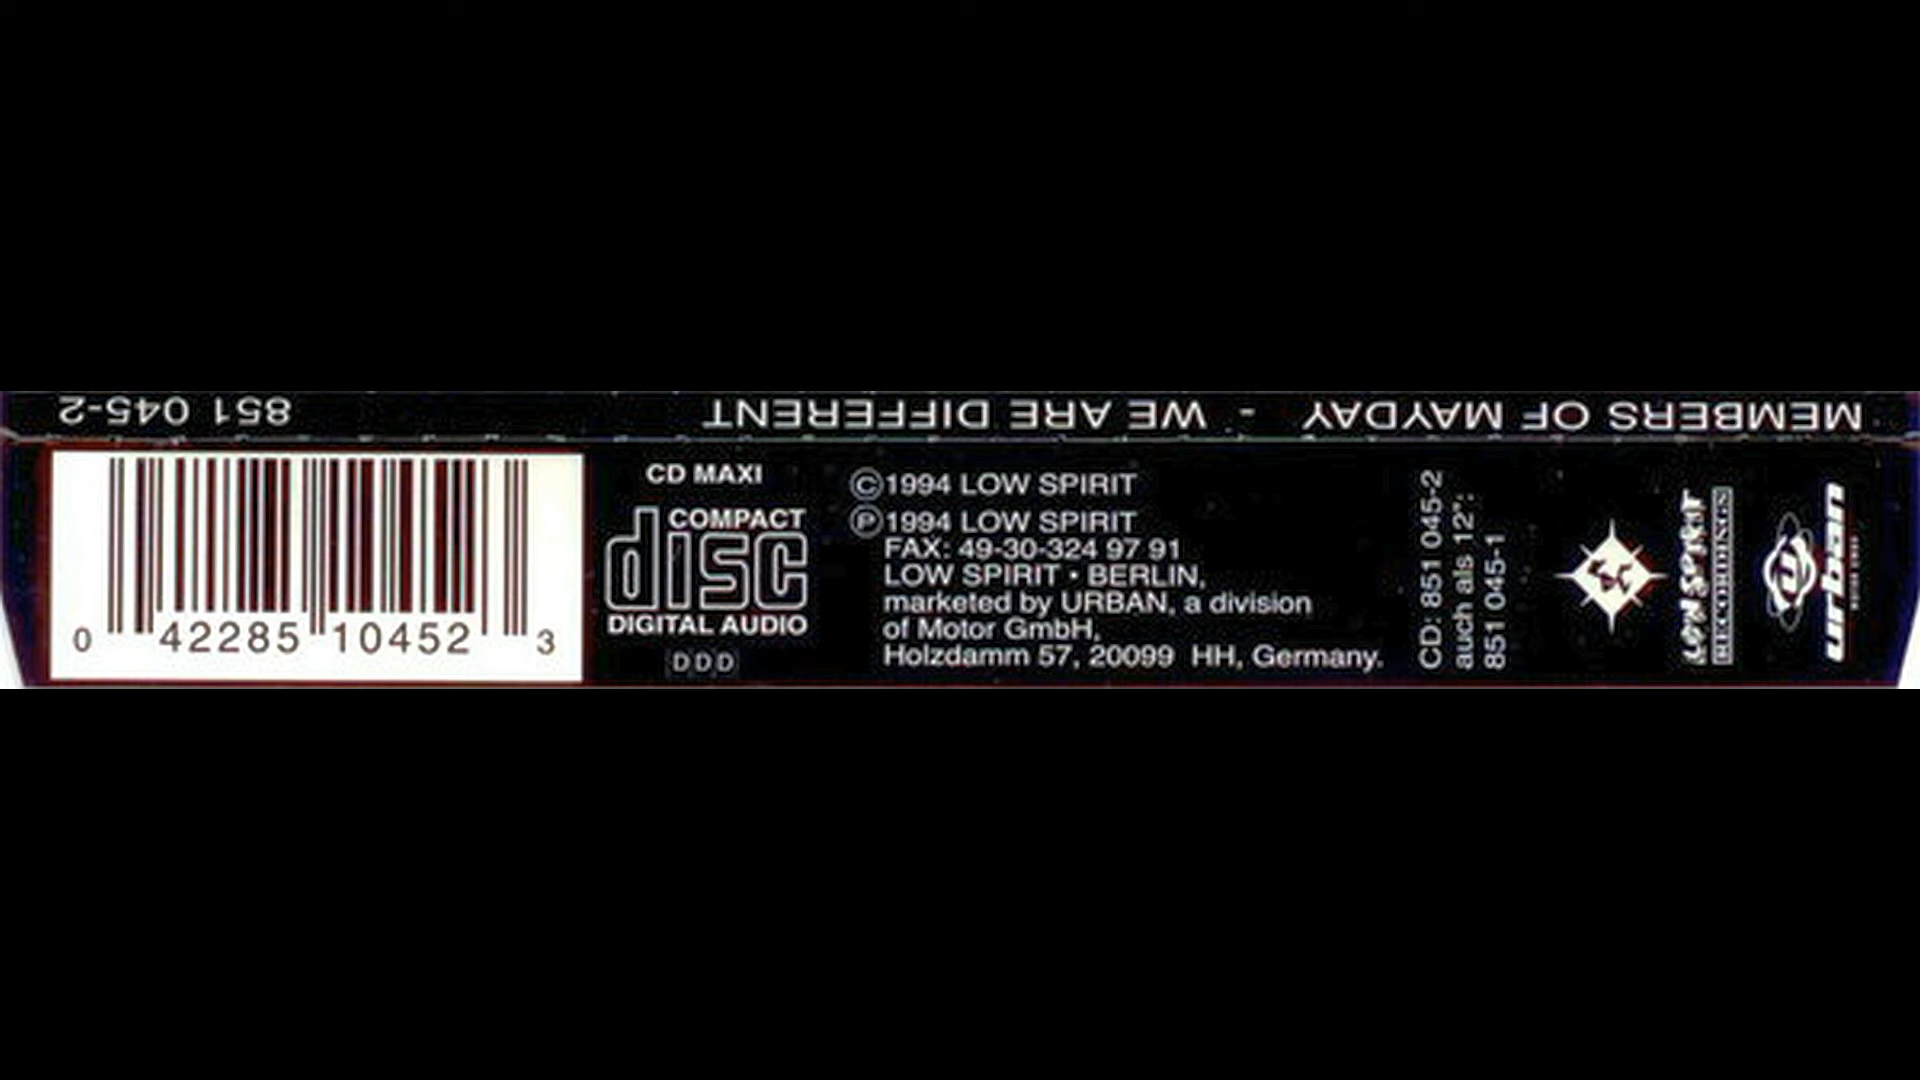 MEMBERS OF MAYDAY - WE ARE DIFFERENT 851 045-2
0 42285 10452 3
CD MAXI
COMPACT
disc
DIGITAL AUDIO
DDD
©1994 LOW SPIRIT
℗1994 LOW SPIRIT
FAX: 49-30-324 97 91
LOW SPIRIT • BERLIN,
marketed by URBAN, a division
of Motor GmbH,
Holzdamm 57, 20099 HH, Germany.
CD: 851 045-2
auch als 12":
851 045-1
LOW SPIRIT
RECORDINGS
urban